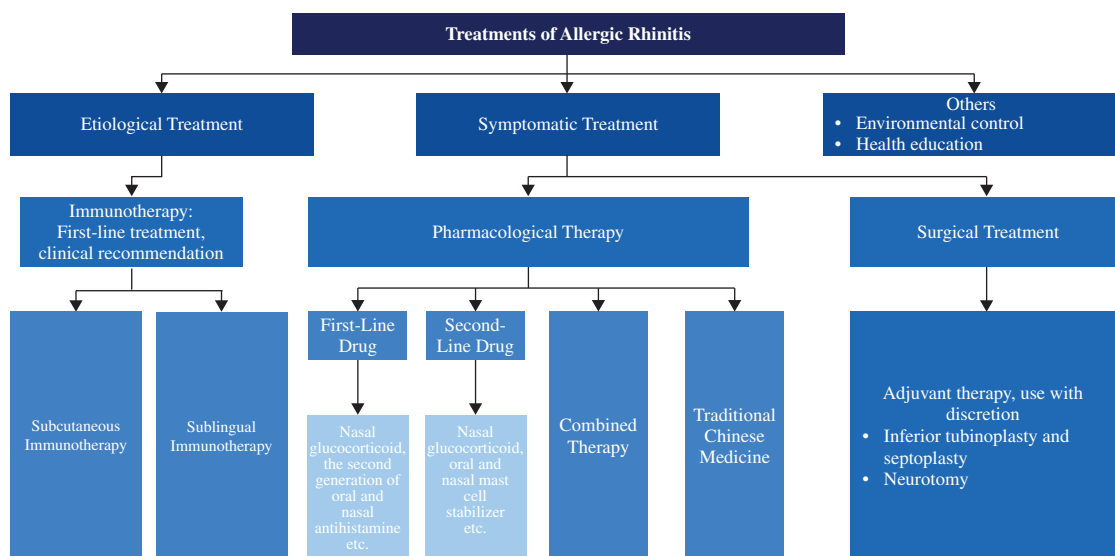 Treatments of Allergic Rhinitis
Etiological Treatment
Symptomatic Treatment
Others
• Environmental control
• Health education
Immunotherapy:
First-line treatment,
clinical recommendation
Pharmacological Therapy
Surgical Treatment
Subcutaneous
Immunotherapy
Sublingual
Immunotherapy
First-Line
Drug
Nasal
glucocorticoid,
the second
generation of
oral and
nasal
antihistamine
etc.
Second-
Line Drug
Nasal
glucocorticoid,
oral and
nasal mast
cell
stabilizer
etc.
Combined
Therapy
Traditional
Chinese
Medicine
Adjuvant therapy, use with
discretion
• Inferior tubinoplasty and
septoplasty
• Neurotomy